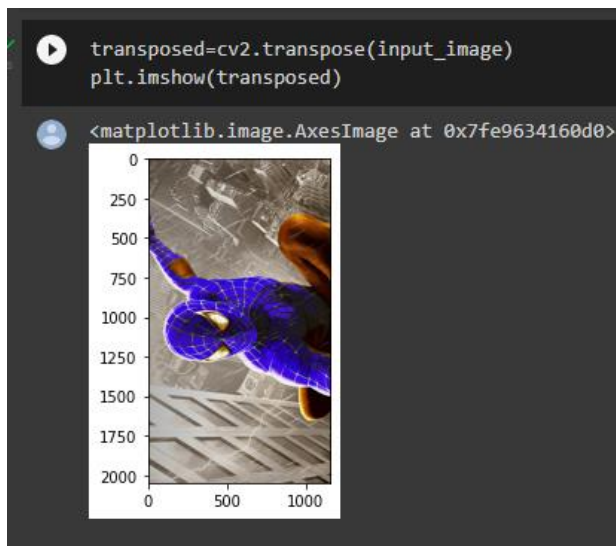 transposed=cv2.transpose(input_image)
plt.imshow(transposed)
<matplotlib.image.AxesImage at 0x7fe9634160d0>
0
250
500
750
1000
1250
1500
1750
2000
0 500 1000